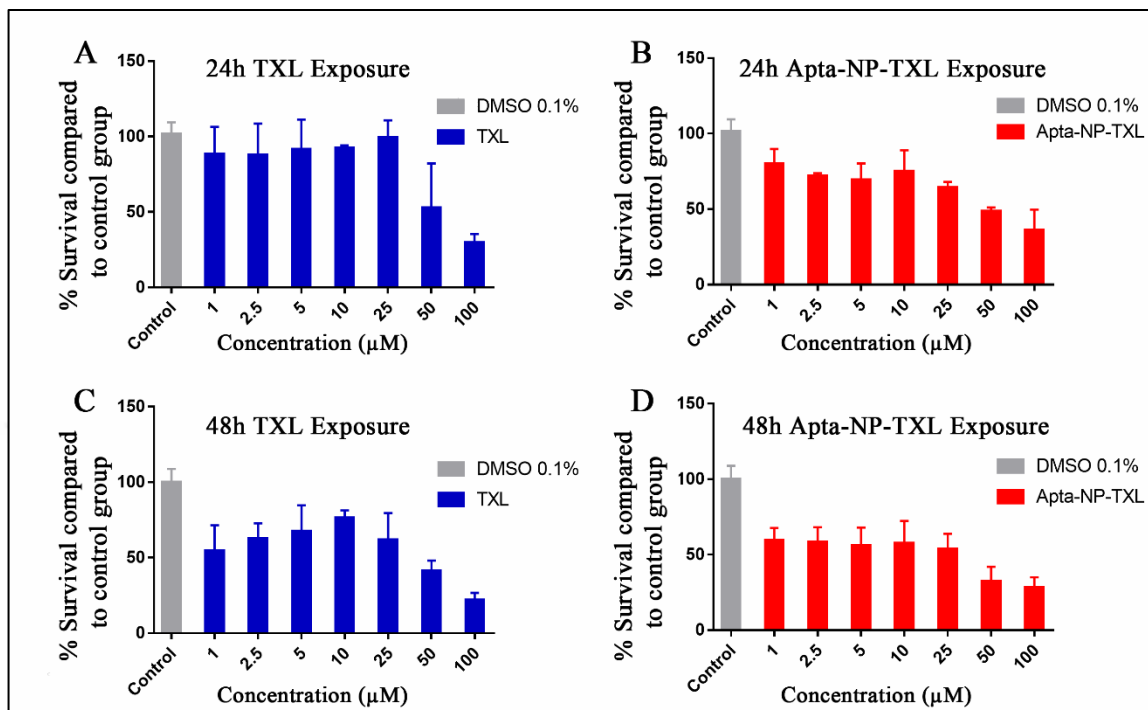 A
24h TXL Exposure
% Survival compared
to control group
150
100
50
0
DMSO 0.1%
TXL
Control
1
2.5
5
10
25
50
100
Concentration (µM)
B
24h Apta-NP-TXL Exposure
% Survival compared
to control group
150
100
50
0
DMSO 0.1%
Apta-NP-TXL
Control
1
2.5
5
10
25
50
100
Concentration (µM)
C
48h TXL Exposure
% Survival compared
to control group
150
100
50
0
DMSO 0.1%
TXL
Control
1
2.5
5
10
25
50
100
Concentration (µM)
D
48h Apta-NP-TXL Exposure
% Survival compared
to control group
150
100
50
0
DMSO 0.1%
Apta-NP-TXL
Control
1
2.5
5
10
25
50
100
Concentration (µM)